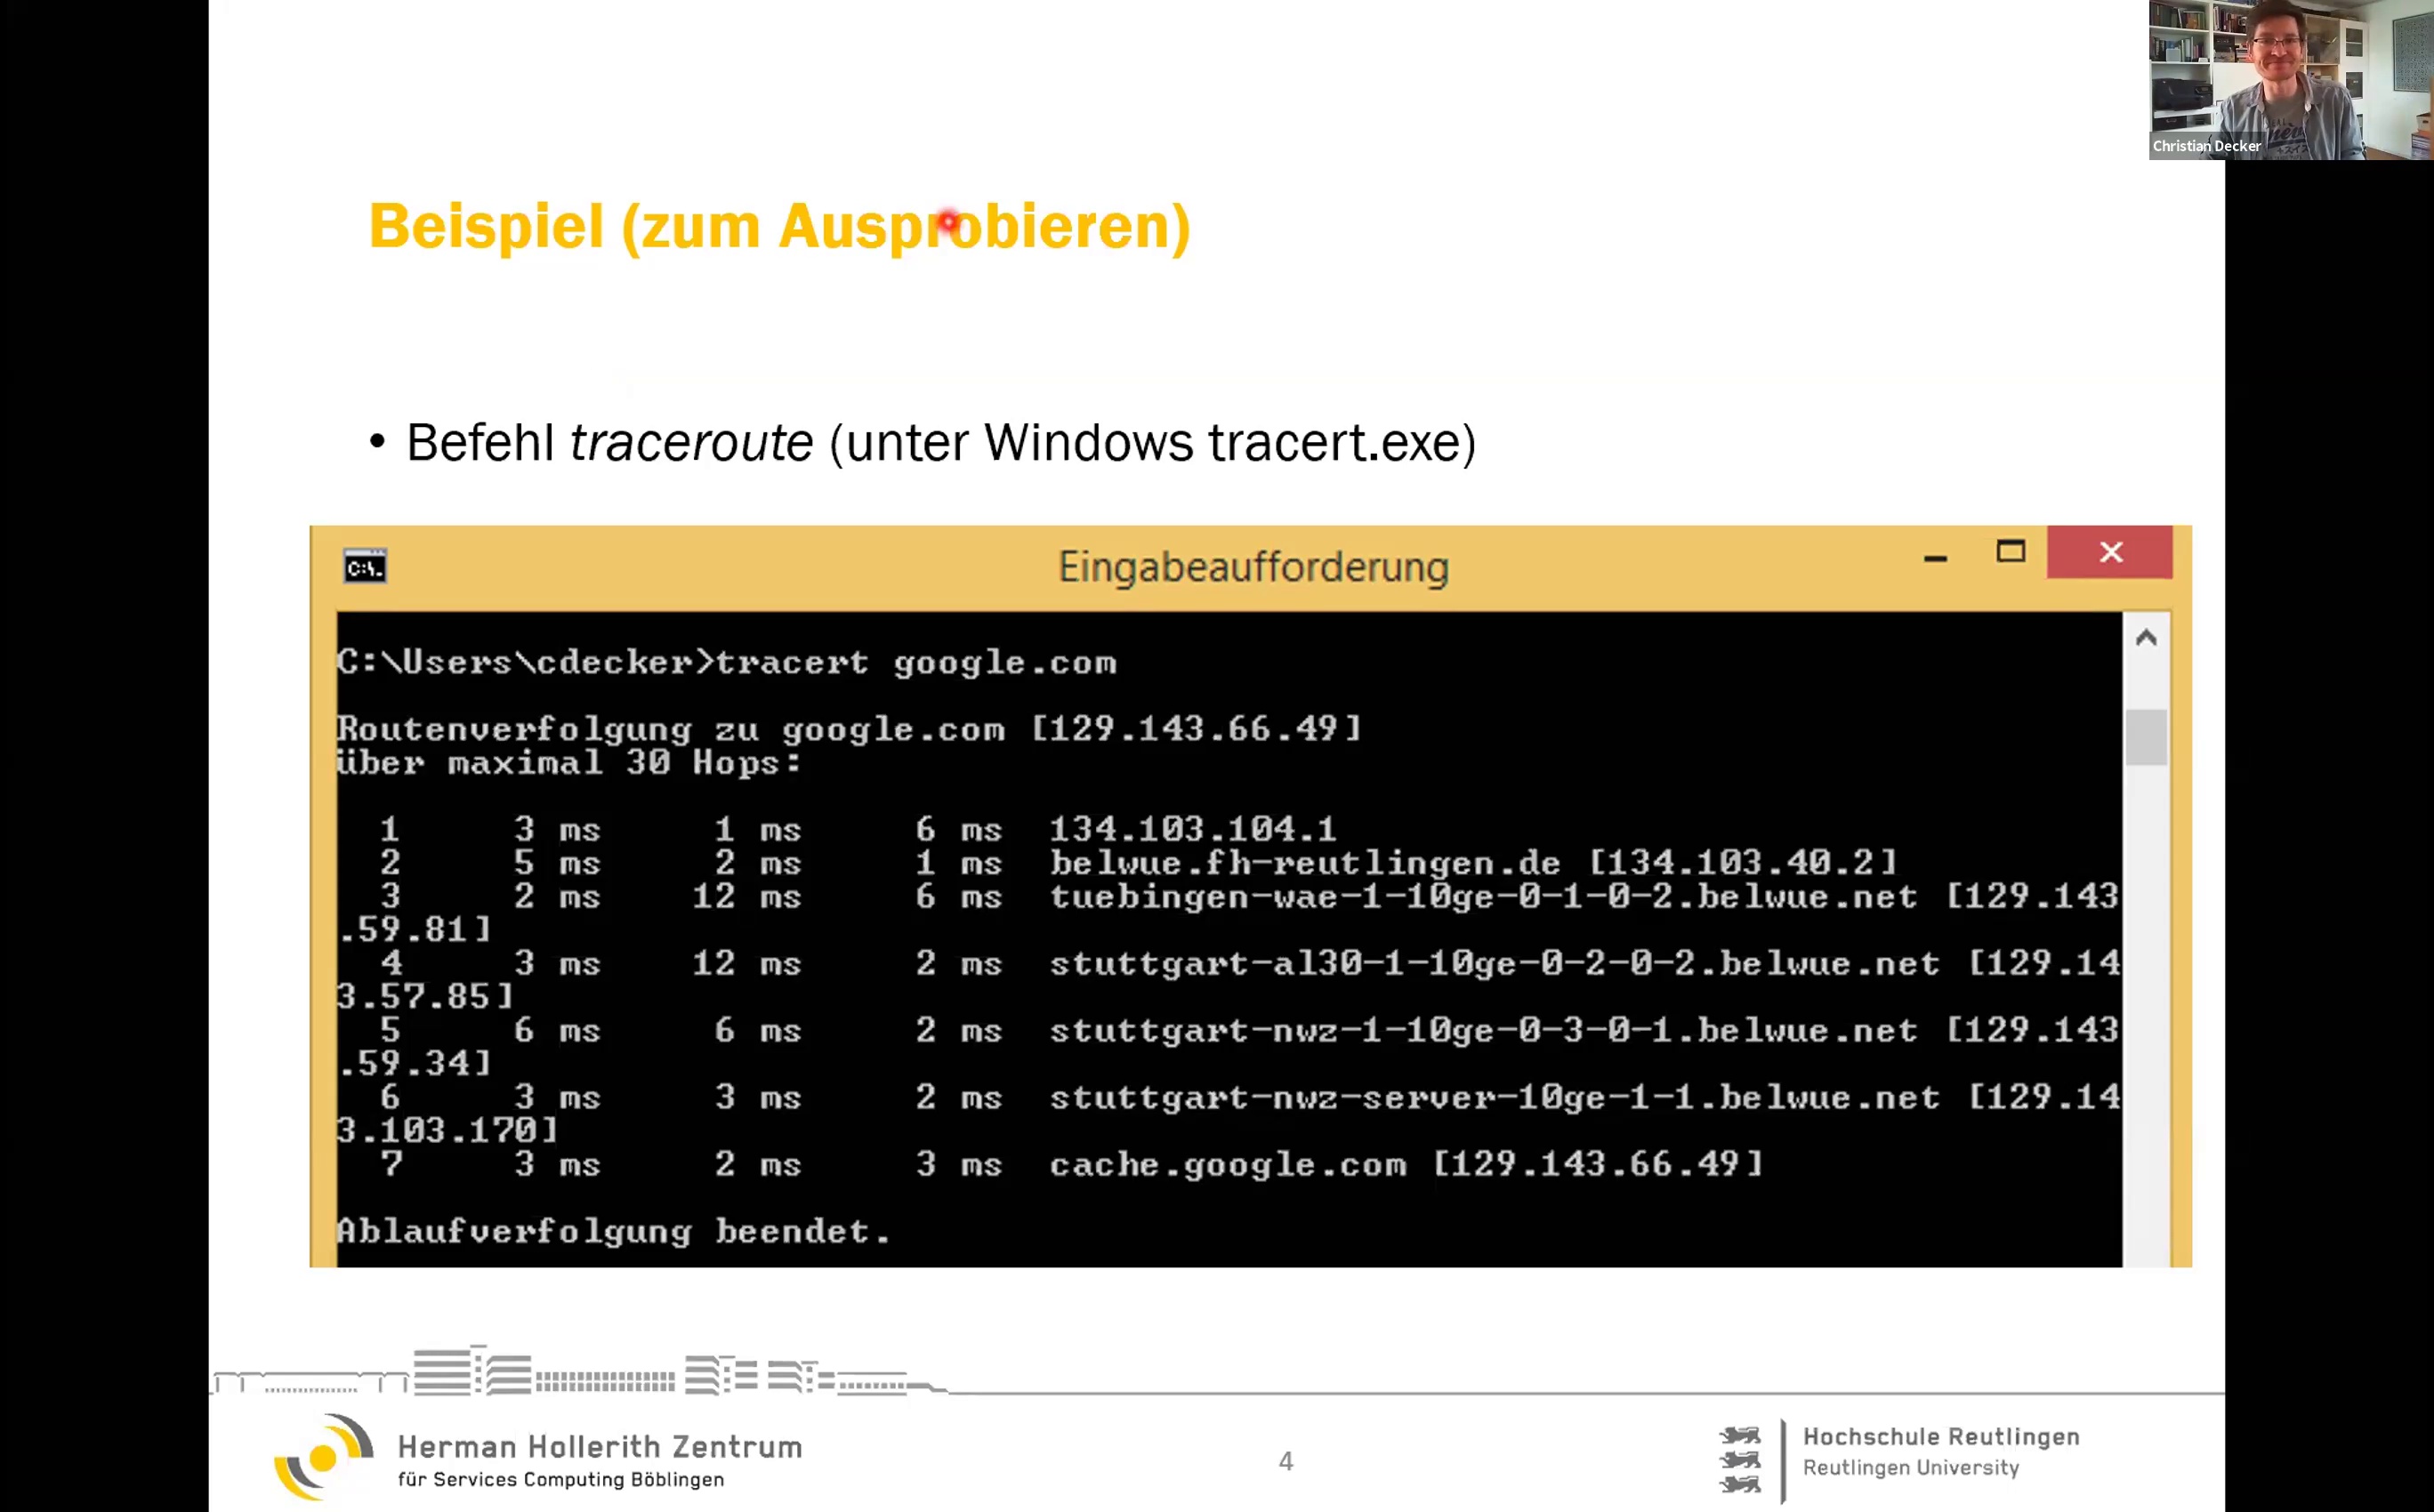 Christian Decker
Beispiel (zum Ausprobieren)
• Befehl traceroute (unter Windows tracert.exe)
C:\.
Eingabeaufforderung
C:\Users\cdecker>tracert google.com
Routenverfolgung zu google.com [129.143.66.49]
über maximal 30 Hops:
1 3 ms 1 ms 6 ms 134.103.104.1
2 5 ms 2 ms 1 ms belwue.fh-reutlingen.de [134.103.40.2]
3 2 ms 12 ms 6 ms tuebingen-wae-1-10ge-0-1-0-2.belwue.net [129.143
.59.81]
4 3 ms 12 ms 2 ms stuttgart-al30-1-10ge-0-2-0-2.belwue.net [129.14
3.57.85]
5 6 ms 6 ms 2 ms stuttgart-nwz-1-10ge-0-3-0-1.belwue.net [129.143
.59.34]
6 3 ms 3 ms 2 ms stuttgart-nwz-server-10ge-1-1.belwue.net [129.14
3.103.170]
7 3 ms 2 ms 3 ms cache.google.com [129.143.66.49]
Ablaufverfolgung beendet.
Herman Hollerith Zentrum
für Services Computing Böblingen
4
Hochschule Reutlingen
Reutlingen University